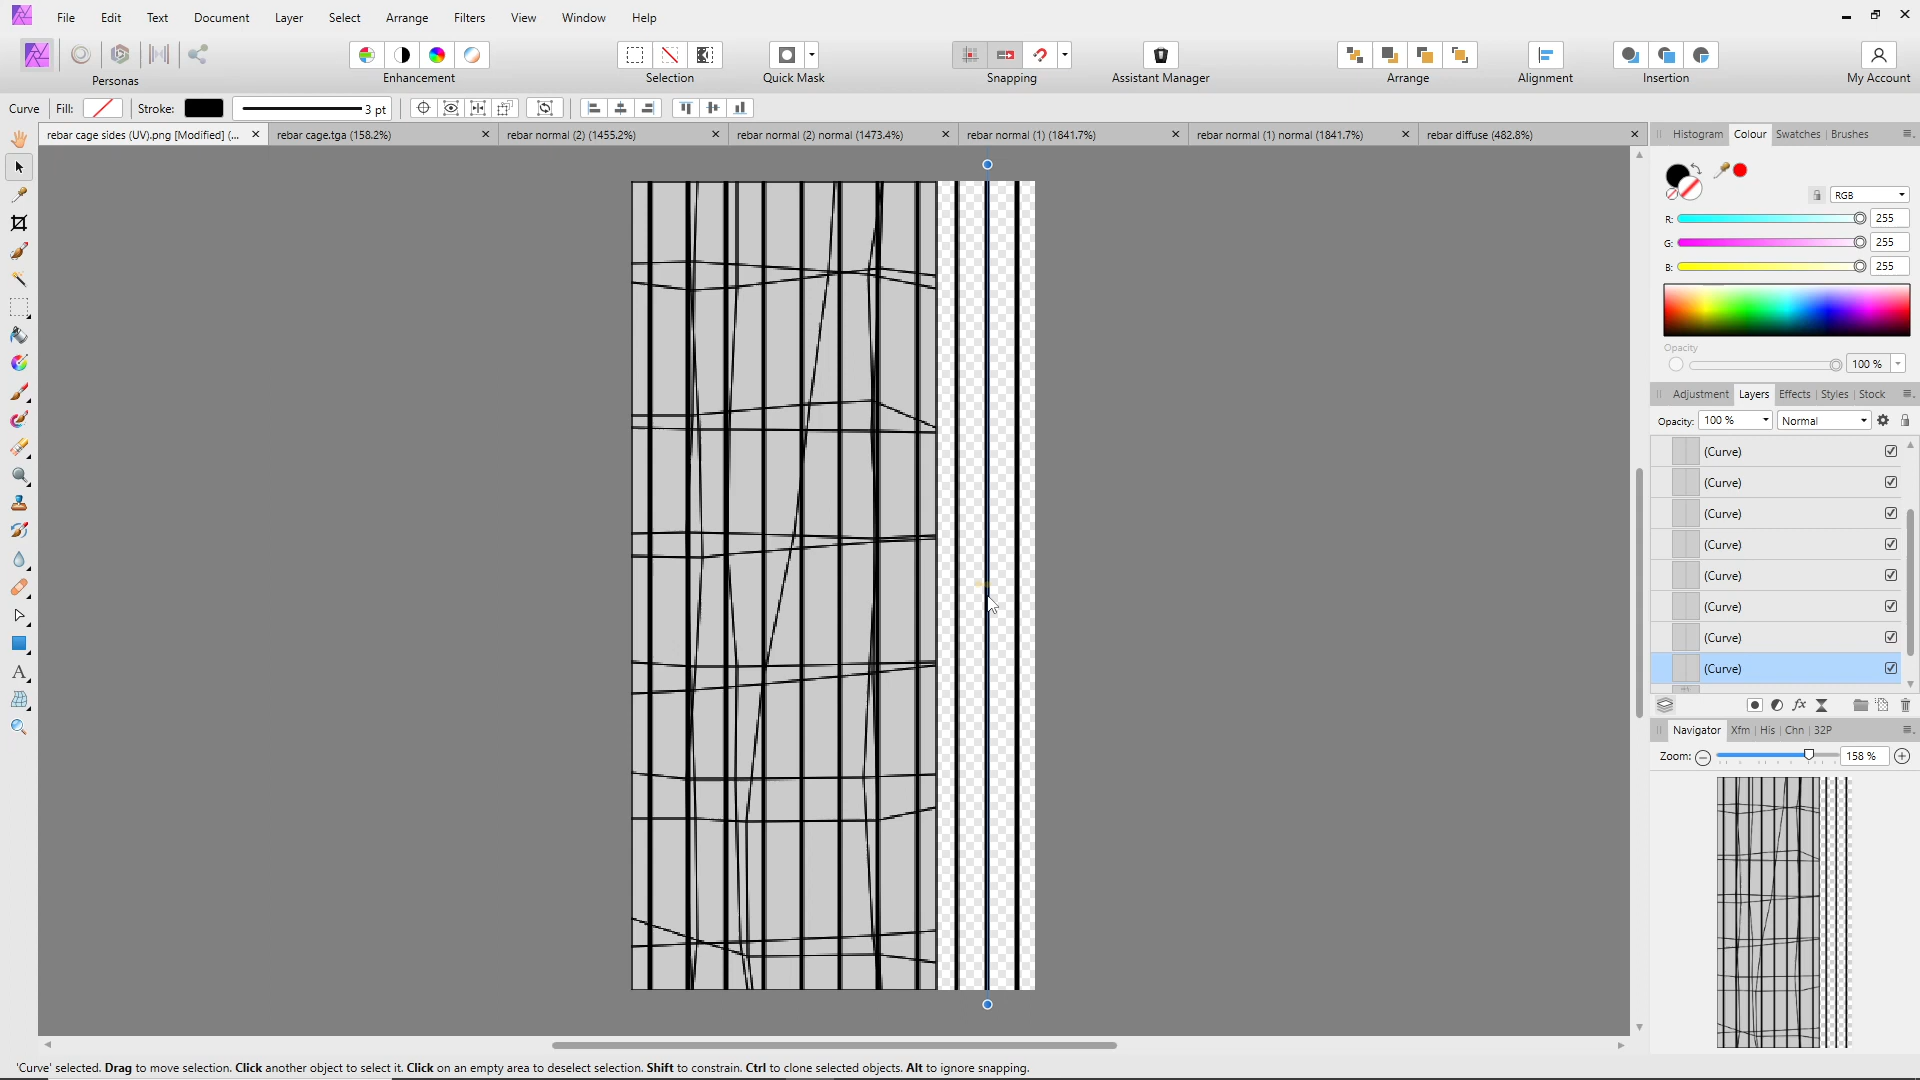 File Edit Text Document Layer Select Arrange Filters View Window Help
Personas Enhancement Selection Quick Mask Snapping Assistant Manager Arrange Alignment Insertion My Account
Curve Fill: Stroke: 3 pt
rebar cage sides (UV).png [Modified] (... rebar cage.tga (158.2%) rebar normal (2) (1455.2%) rebar normal (2) normal (1473.4%) rebar normal (1) (1841.7%) rebar normal (1) normal (1841.7%) rebar diffuse (482.8%)
Histogram Colour Swatches Brushes
RGB
R: 255
G: 255
B: 255
Opacity
100 %
Adjustment Layers Effects Styles Stock
Opacity: 100 % Normal
(Curve)
(Curve)
(Curve)
(Curve)
(Curve)
(Curve)
(Curve)
(Curve)
fx
Navigator Xfm His Chn 32P
Zoom: 158 %
A
'Curve' selected. Drag to move selection. Click another object to select it. Click on an empty area to deselect selection. Shift to constrain. Ctrl to clone selected objects. Alt to ignore snapping.